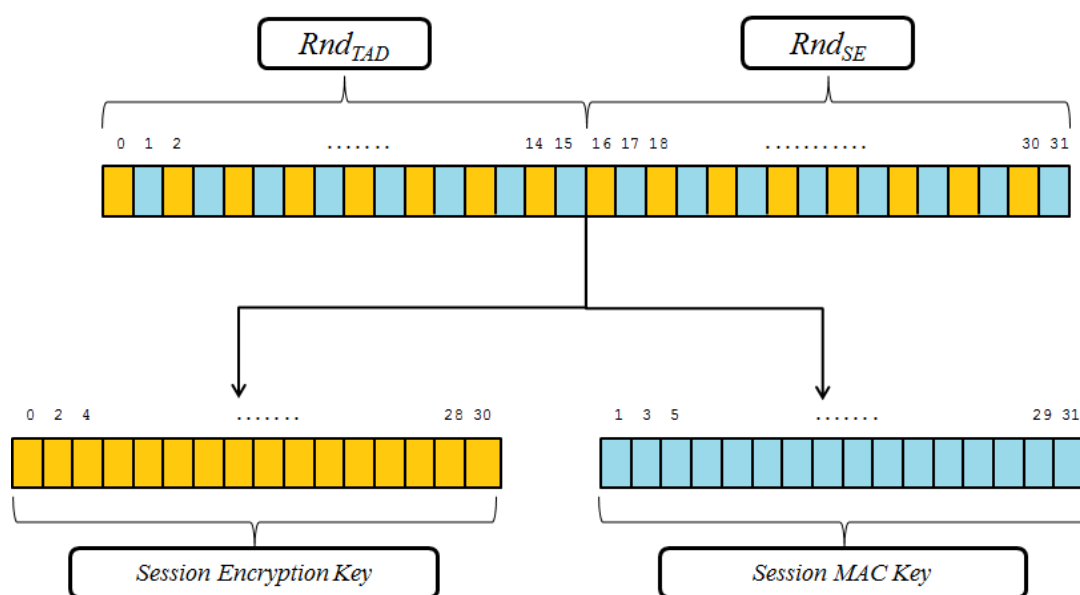 Rnd_TAD Rnd_SE
0 1 2 ....... 14 15 16 17 18 ........... 30 31
0 2 4 ....... 28 30 1 3 5 ....... 29 31
Session Encryption Key Session MAC Key